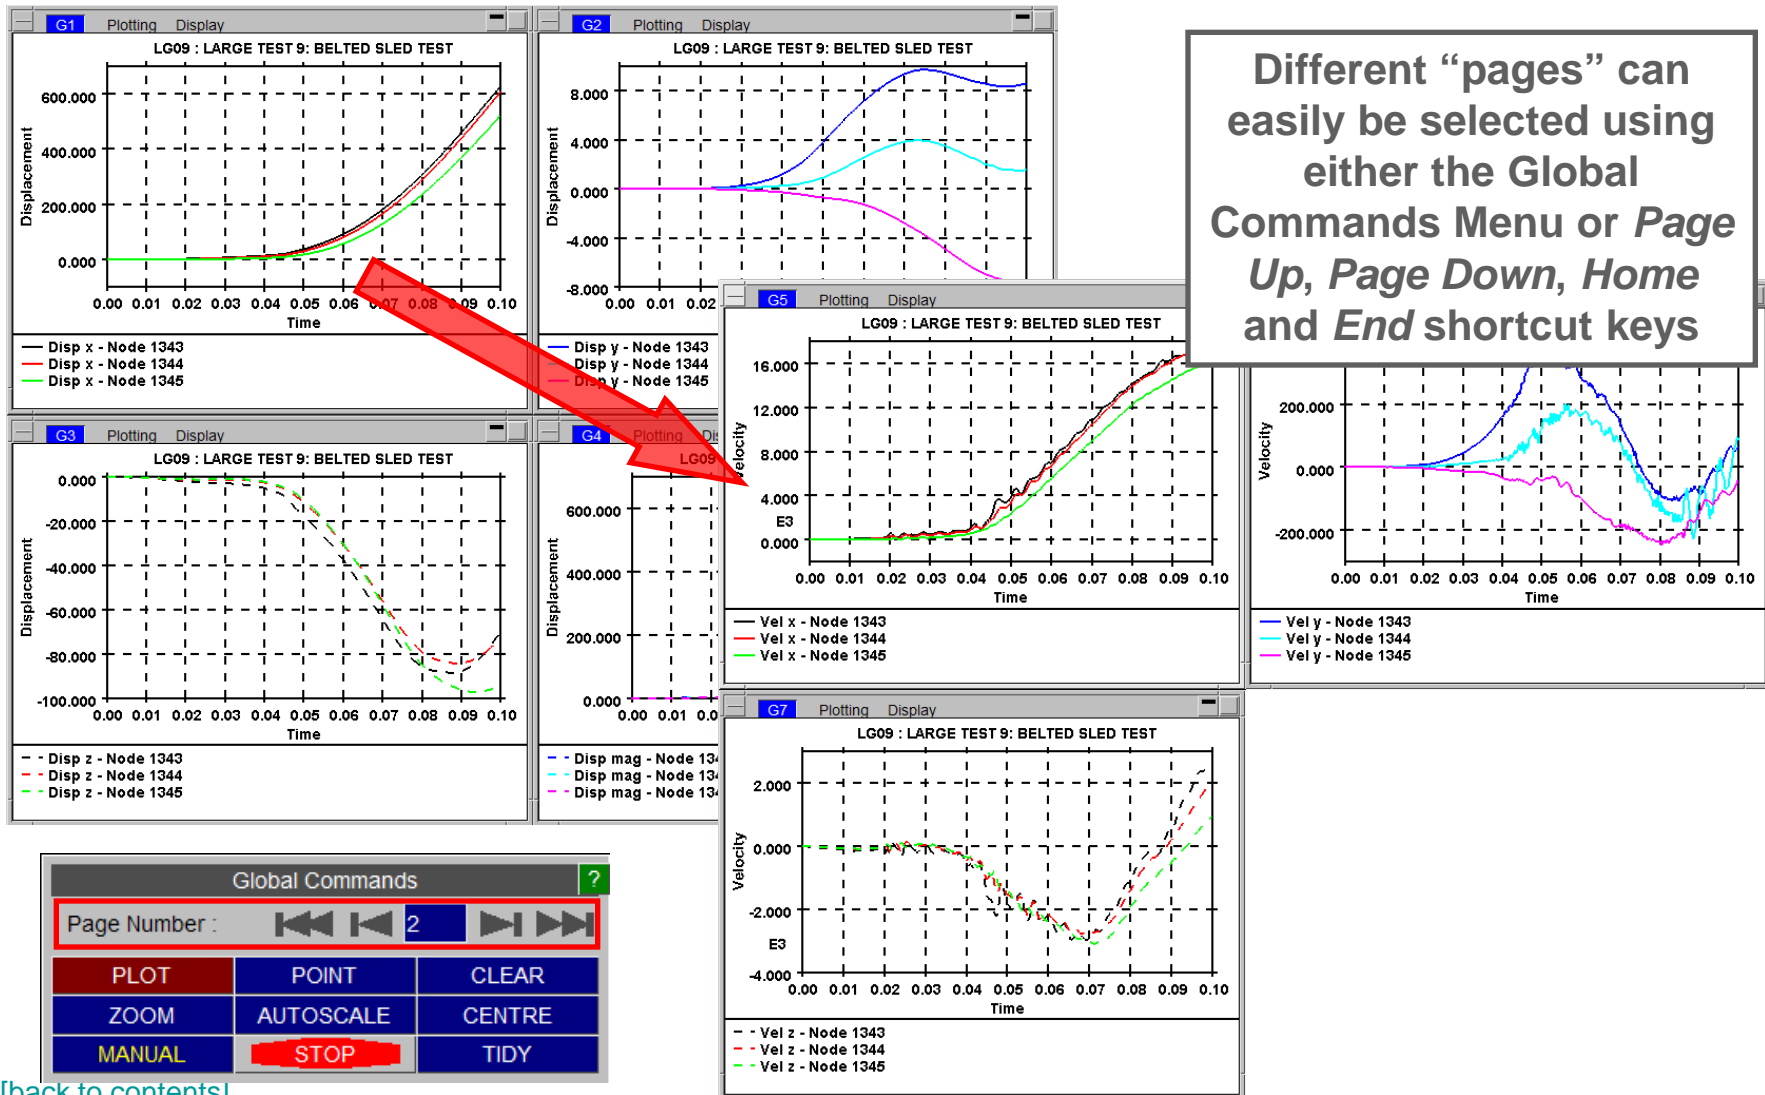 G1 Plotting Display
LG09 : LARGE TEST 9: BELTED SLED TEST
Displacement
600.000
400.000
200.000
0.000
0.00 0.01 0.02 0.03 0.04 0.05 0.06 0.07 0.08 0.09 0.10
Time
Disp x - Node 1343
Disp x - Node 1344
Disp x - Node 1345
G2 Plotting Display
LG09 : LARGE TEST 9: BELTED SLED TEST
Displacement
8.000
4.000
0.000
-4.000
-8.000
0.00 0.01 0.02
Disp y - Node 1343
Disp y - Node 1344
Disp y - Node 1345
Different “pages” can
easily be selected using
either the Global
Commands Menu or Page
Up, Page Down, Home
and End shortcut keys
G3 Plotting Display
LG09 : LARGE TEST 9: BELTED SLED TEST
Displacement
0.000
-20.000
-40.000
-60.000
-80.000
-100.000
0.00 0.01 0.02 0.03 0.04 0.05 0.06 0.07 0.08 0.09 0.10
Time
Disp z - Node 1343
Disp z - Node 1344
Disp z - Node 1345
G4 Plotting
LG09
Displacement
600.000
400.000
200.000
0.000
0.00 0.01
Disp mag - Node
Disp mag - Node
Disp mag - Node
G5 Plotting Display
LG09 : LARGE TEST 9: BELTED SLED TEST
Velocity
16.000
12.000
8.000
4.000
E3
0.000
0.00 0.01 0.02 0.03 0.04 0.05 0.06 0.07 0.08 0.09 0.10
Time
Vel x - Node 1343
Vel x - Node 1344
Vel x - Node 1345
Velocity
200.000
0.000
-200.000
0.00 0.01 0.02 0.03 0.04 0.05 0.06 0.07 0.08 0.09 0.10
Time
Vel y - Node 1343
Vel y - Node 1344
Vel y - Node 1345
G7 Plotting Display
LG09 : LARGE TEST 9: BELTED SLED TEST
Velocity
2.000
0.000
-2.000
E3
-4.000
0.00 0.01 0.02 0.03 0.04 0.05 0.06 0.07 0.08 0.09 0.10
Time
Vel z - Node 1343
Vel z - Node 1344
Vel z - Node 1345
Global Commands ?
Page Number : 2
PLOT POINT CLEAR
ZOOM AUTOSCALE CENTRE
MANUAL STOP TIDY
[back to contents]